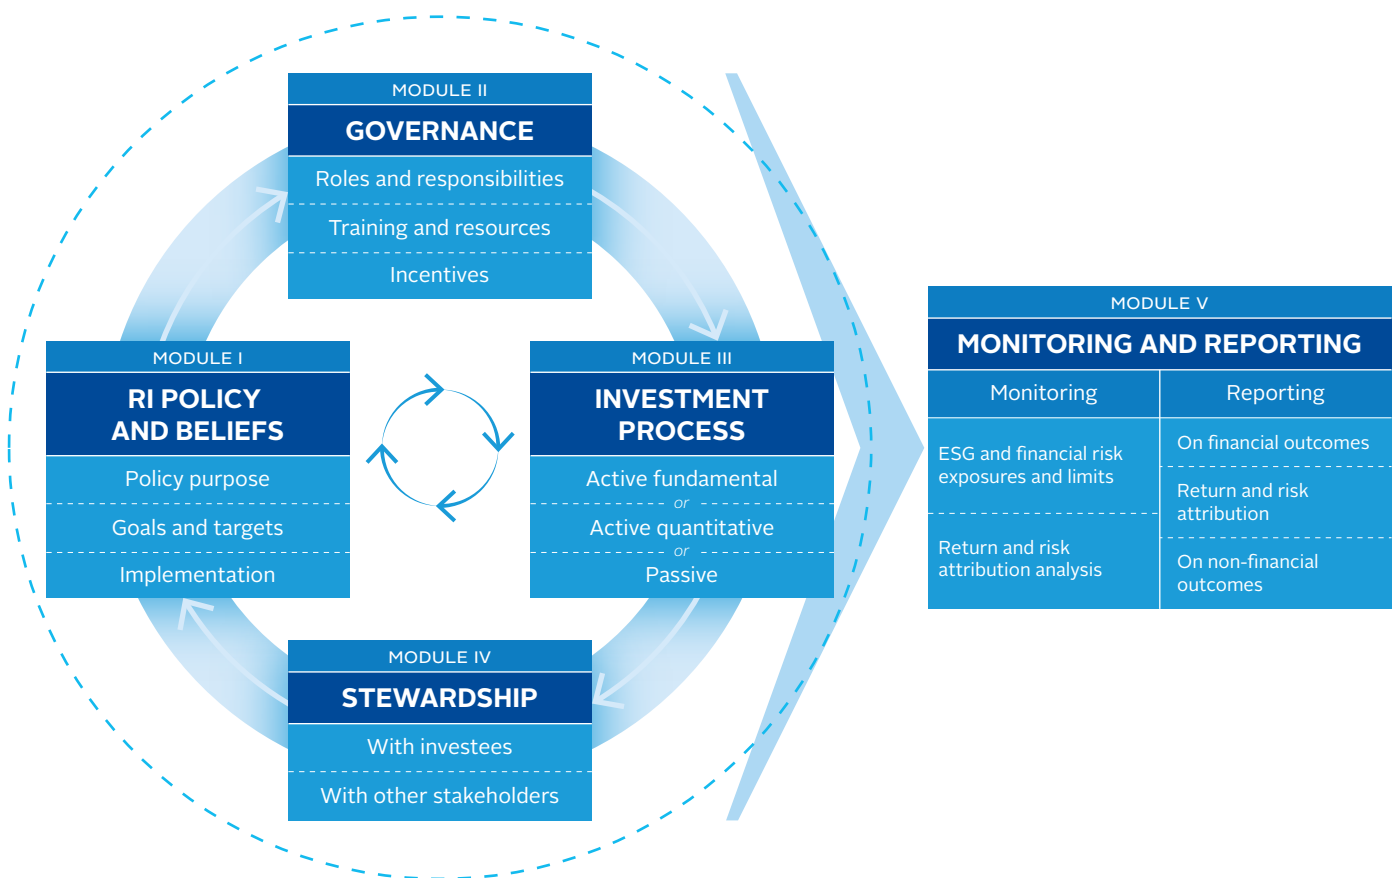 MODULE II
GOVERNANCE
Roles and responsibilities
Training and resources
Incentives
MODULE I
RI POLICY
AND BELIEFS
Policy purpose
Goals and targets
Implementation
MODULE III
INVESTMENT
PROCESS
Active fundamental
or
Active quantitative
or
Passive
MODULE IV
STEWARDSHIP
With investees
With other stakeholders
MODULE V
MONITORING AND REPORTING
Monitoring
ESG and financial risk
exposures and limits
Return and risk
attribution analysis
Reporting
On financial outcomes
Return and risk
attribution
On non-financial
outcomes